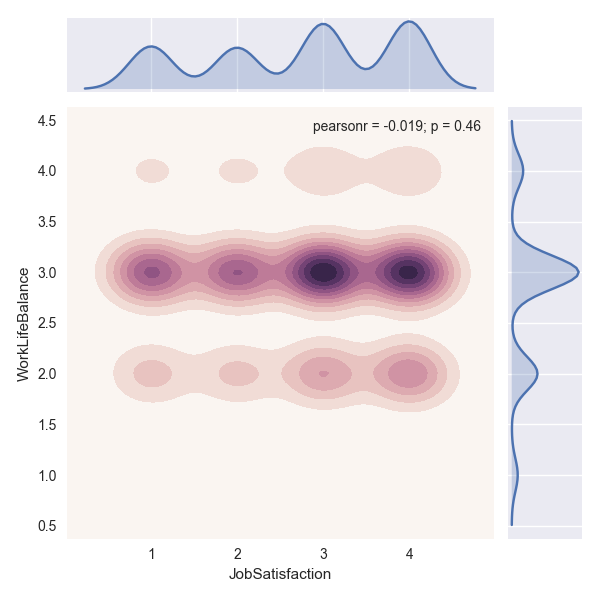 pearsonr = -0.019; p = 0.46
4.5
4.0
3.5
3.0
2.5
2.0
1.5
1.0
0.5
WorkLifeBalance
1 2 3 4
JobSatisfaction